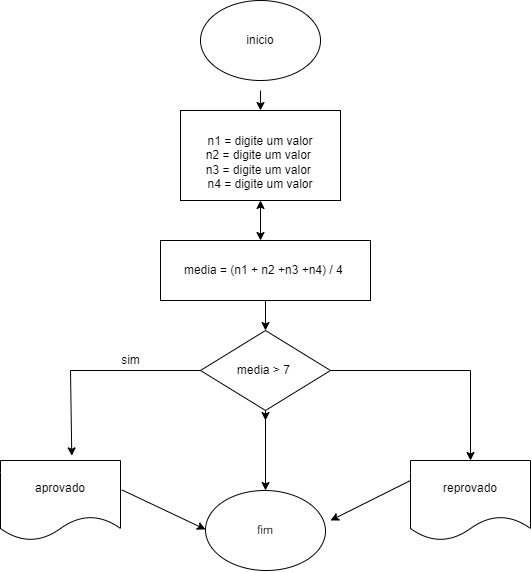 inicio
n1 = digite um valor
n2 = digite um valor
n3 = digite um valor
n4 = digite um valor
media = (n1 + n2 +n3 +n4) / 4
media > 7
sim
aprovado
reprovado
fim